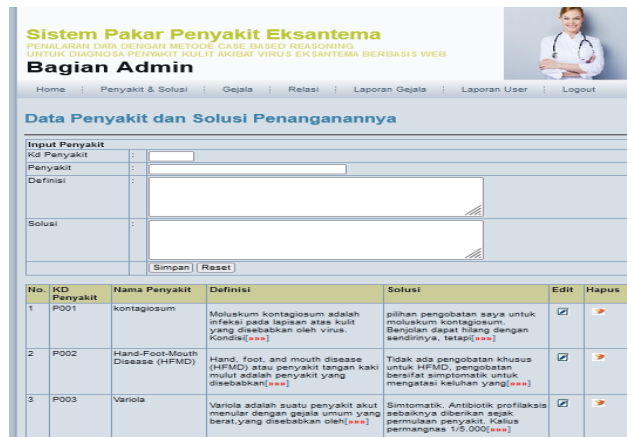 Sistem Pakar Penyakit Eksantema
PENALARAN DATA DENGAN METODE CASE BASED REASONING
UNTUK DIAGNOSA PENYAKIT KULIT AKIBAT VIRUS EKSANTEMA BERBASIS WEB
Bagian Admin
Home : Penyakit & Solusi : Gejala : Relasi : Laporan Gejala : Laporan User : Logout
Data Penyakit dan Solusi Penanganannya
Input Penyakit
Kd Penyakit :
Penyakit :
Definisi :
Solusi :
Simpan Reset
No. KD Penyakit Nama Penyakit Definisi Solusi Edit Hapus
1 P001 kontagiosum
Moluskum kontagiosum adalah
infeksi pada lapisan atas kulit
yang disebabkan oleh virus.
Kondisi[»»»]
pilihan pengobatan saya untuk
moluskum kontagiosum.
Benjolan dapat hilang dengan
sendirinya, tetapi[»»»]
2 P002 Hand-Foot-Mouth
Disease (HFMD)
Hand, foot, and mouth disease
(HFMD) atau penyakit tangan kaki
mulut adalah penyakit yang
disebabkan[»»»]
Tidak ada pengobatan khusus
untuk HFMD, pengobatan
bersifat simptomatik untuk
mengatasi keluhan yang[»»»]
3 P003 Variola
Variola adalah suatu penyakit akut
menular dengan gejala umum yang
berat,yang disebabkan oleh[»»»]
Simtomatik. Antibiotik profilaksis
sebaiknya diberikan sejak
permulaan penyakit. Kalius
permangnas 1/5.000[»»»]